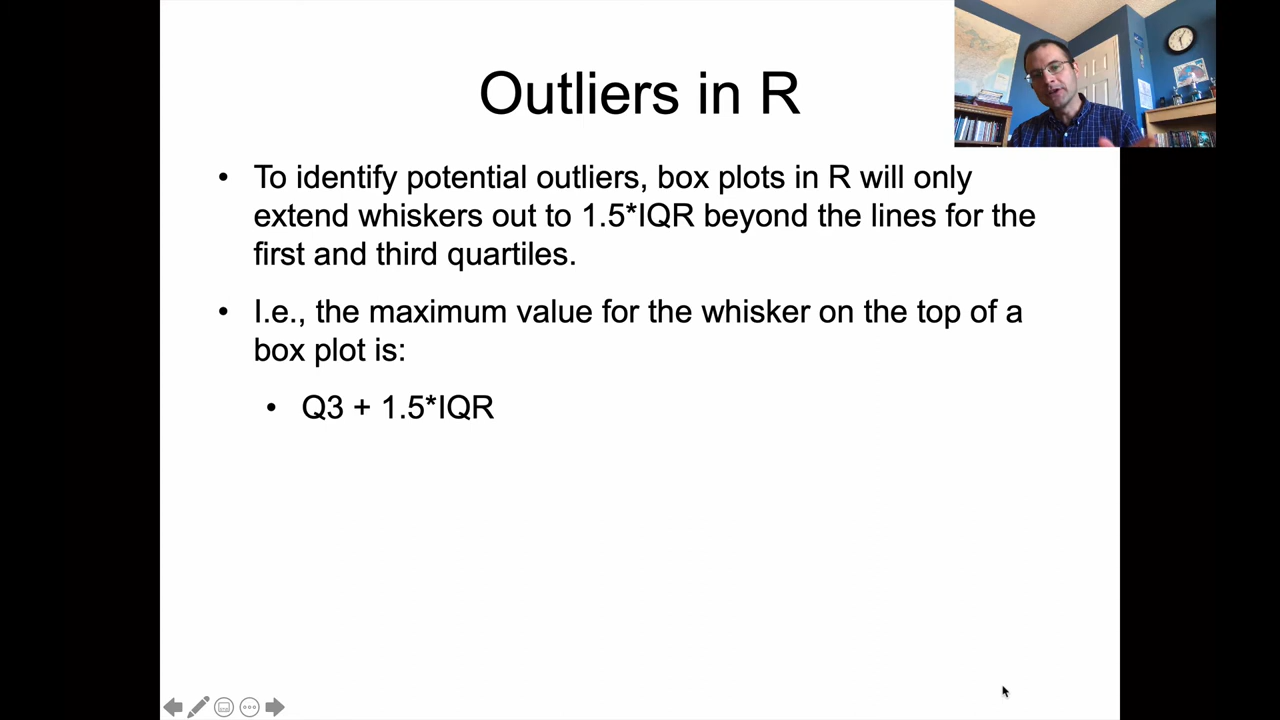 Outliers in R
• To identify potential outliers, box plots in R will only
extend whiskers out to 1.5*IQR beyond the lines for the
first and third quartiles.
• I.e., the maximum value for the whisker on the top of a
box plot is:
• Q3 + 1.5*IQR